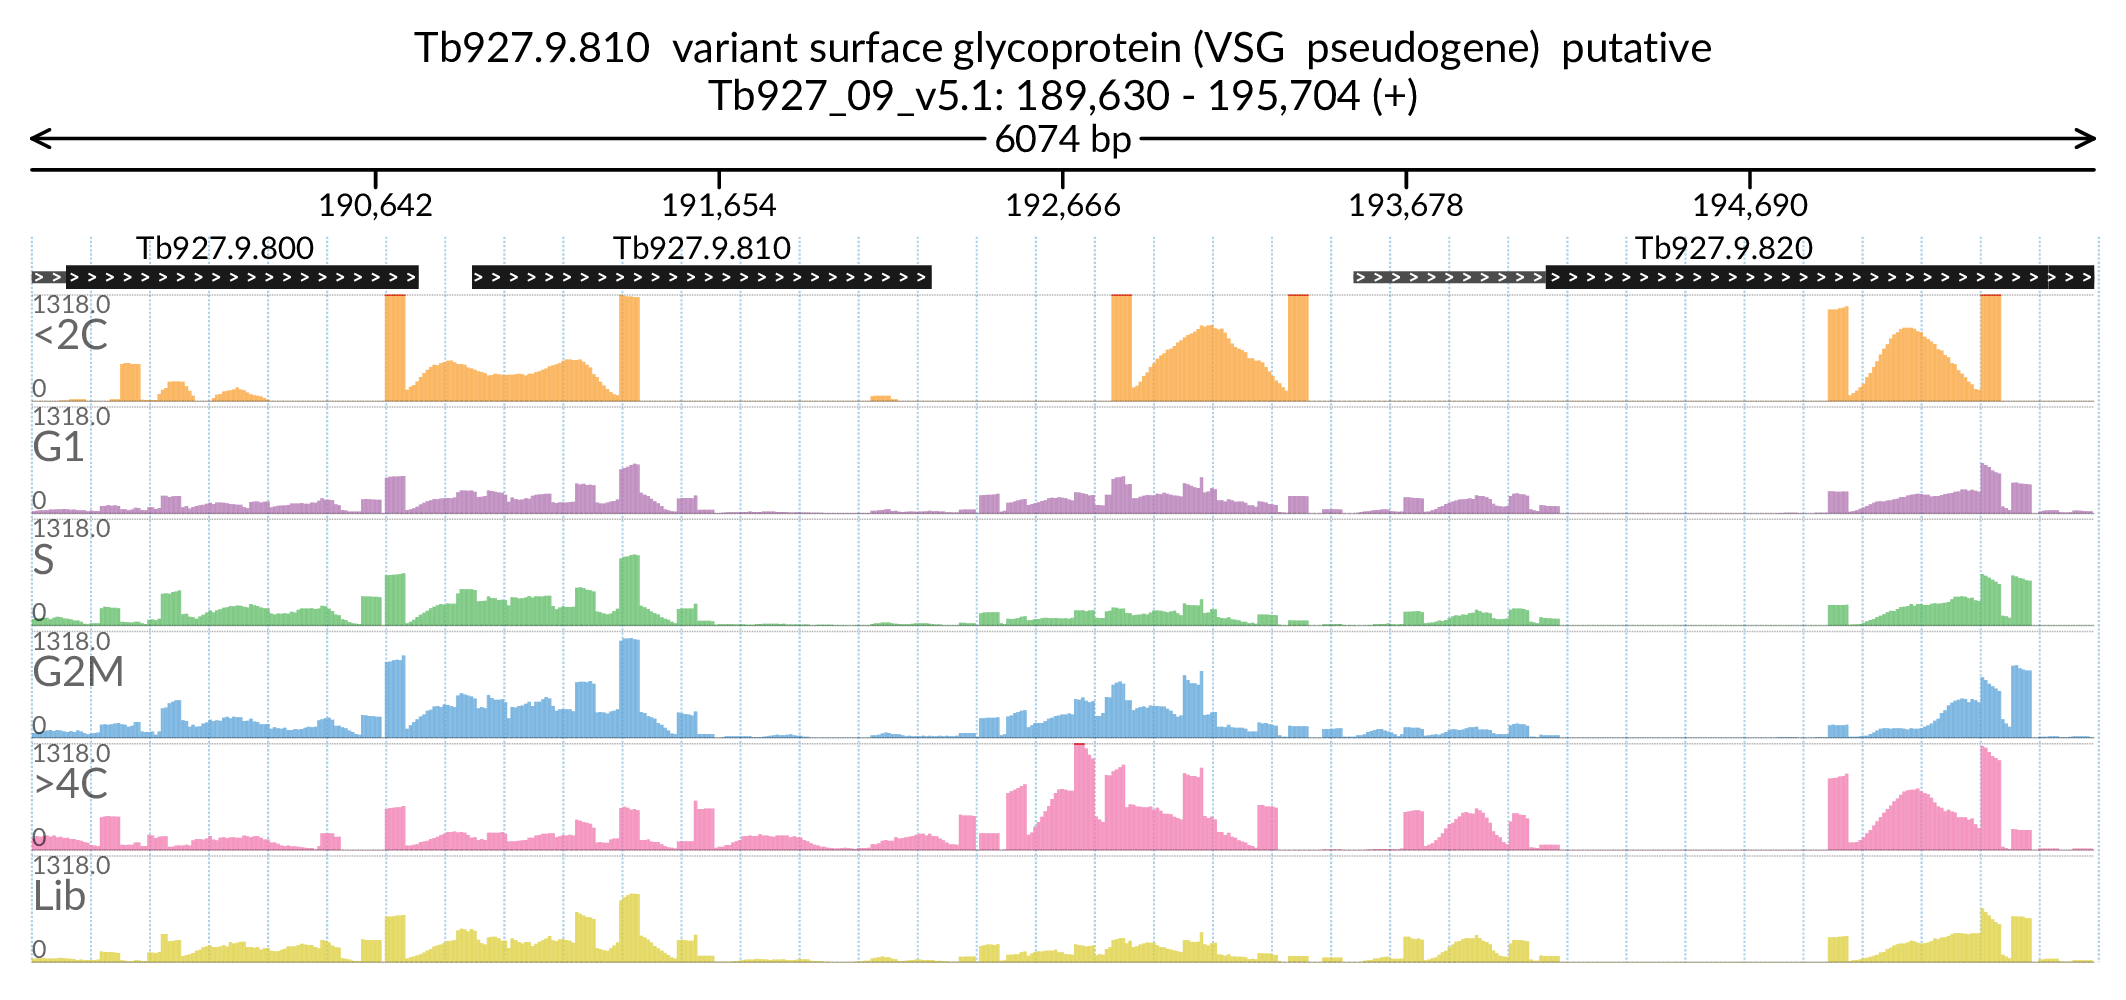 Tb927.9.810 variant surface glycoprotein (VSG pseudogene) putative
Tb927_09_v5.1: 189,630 - 195,704 (+)
6074 bp
190,642 191,654 192,666 193,678 194,690
Tb927.9.800 Tb927.9.810 Tb927.9.820
1318.0
<2C
0
1318.0
G1
0
1318.0
S
0
1318.0
G2M
0
1318.0
>4C
0
1318.0
Lib
0